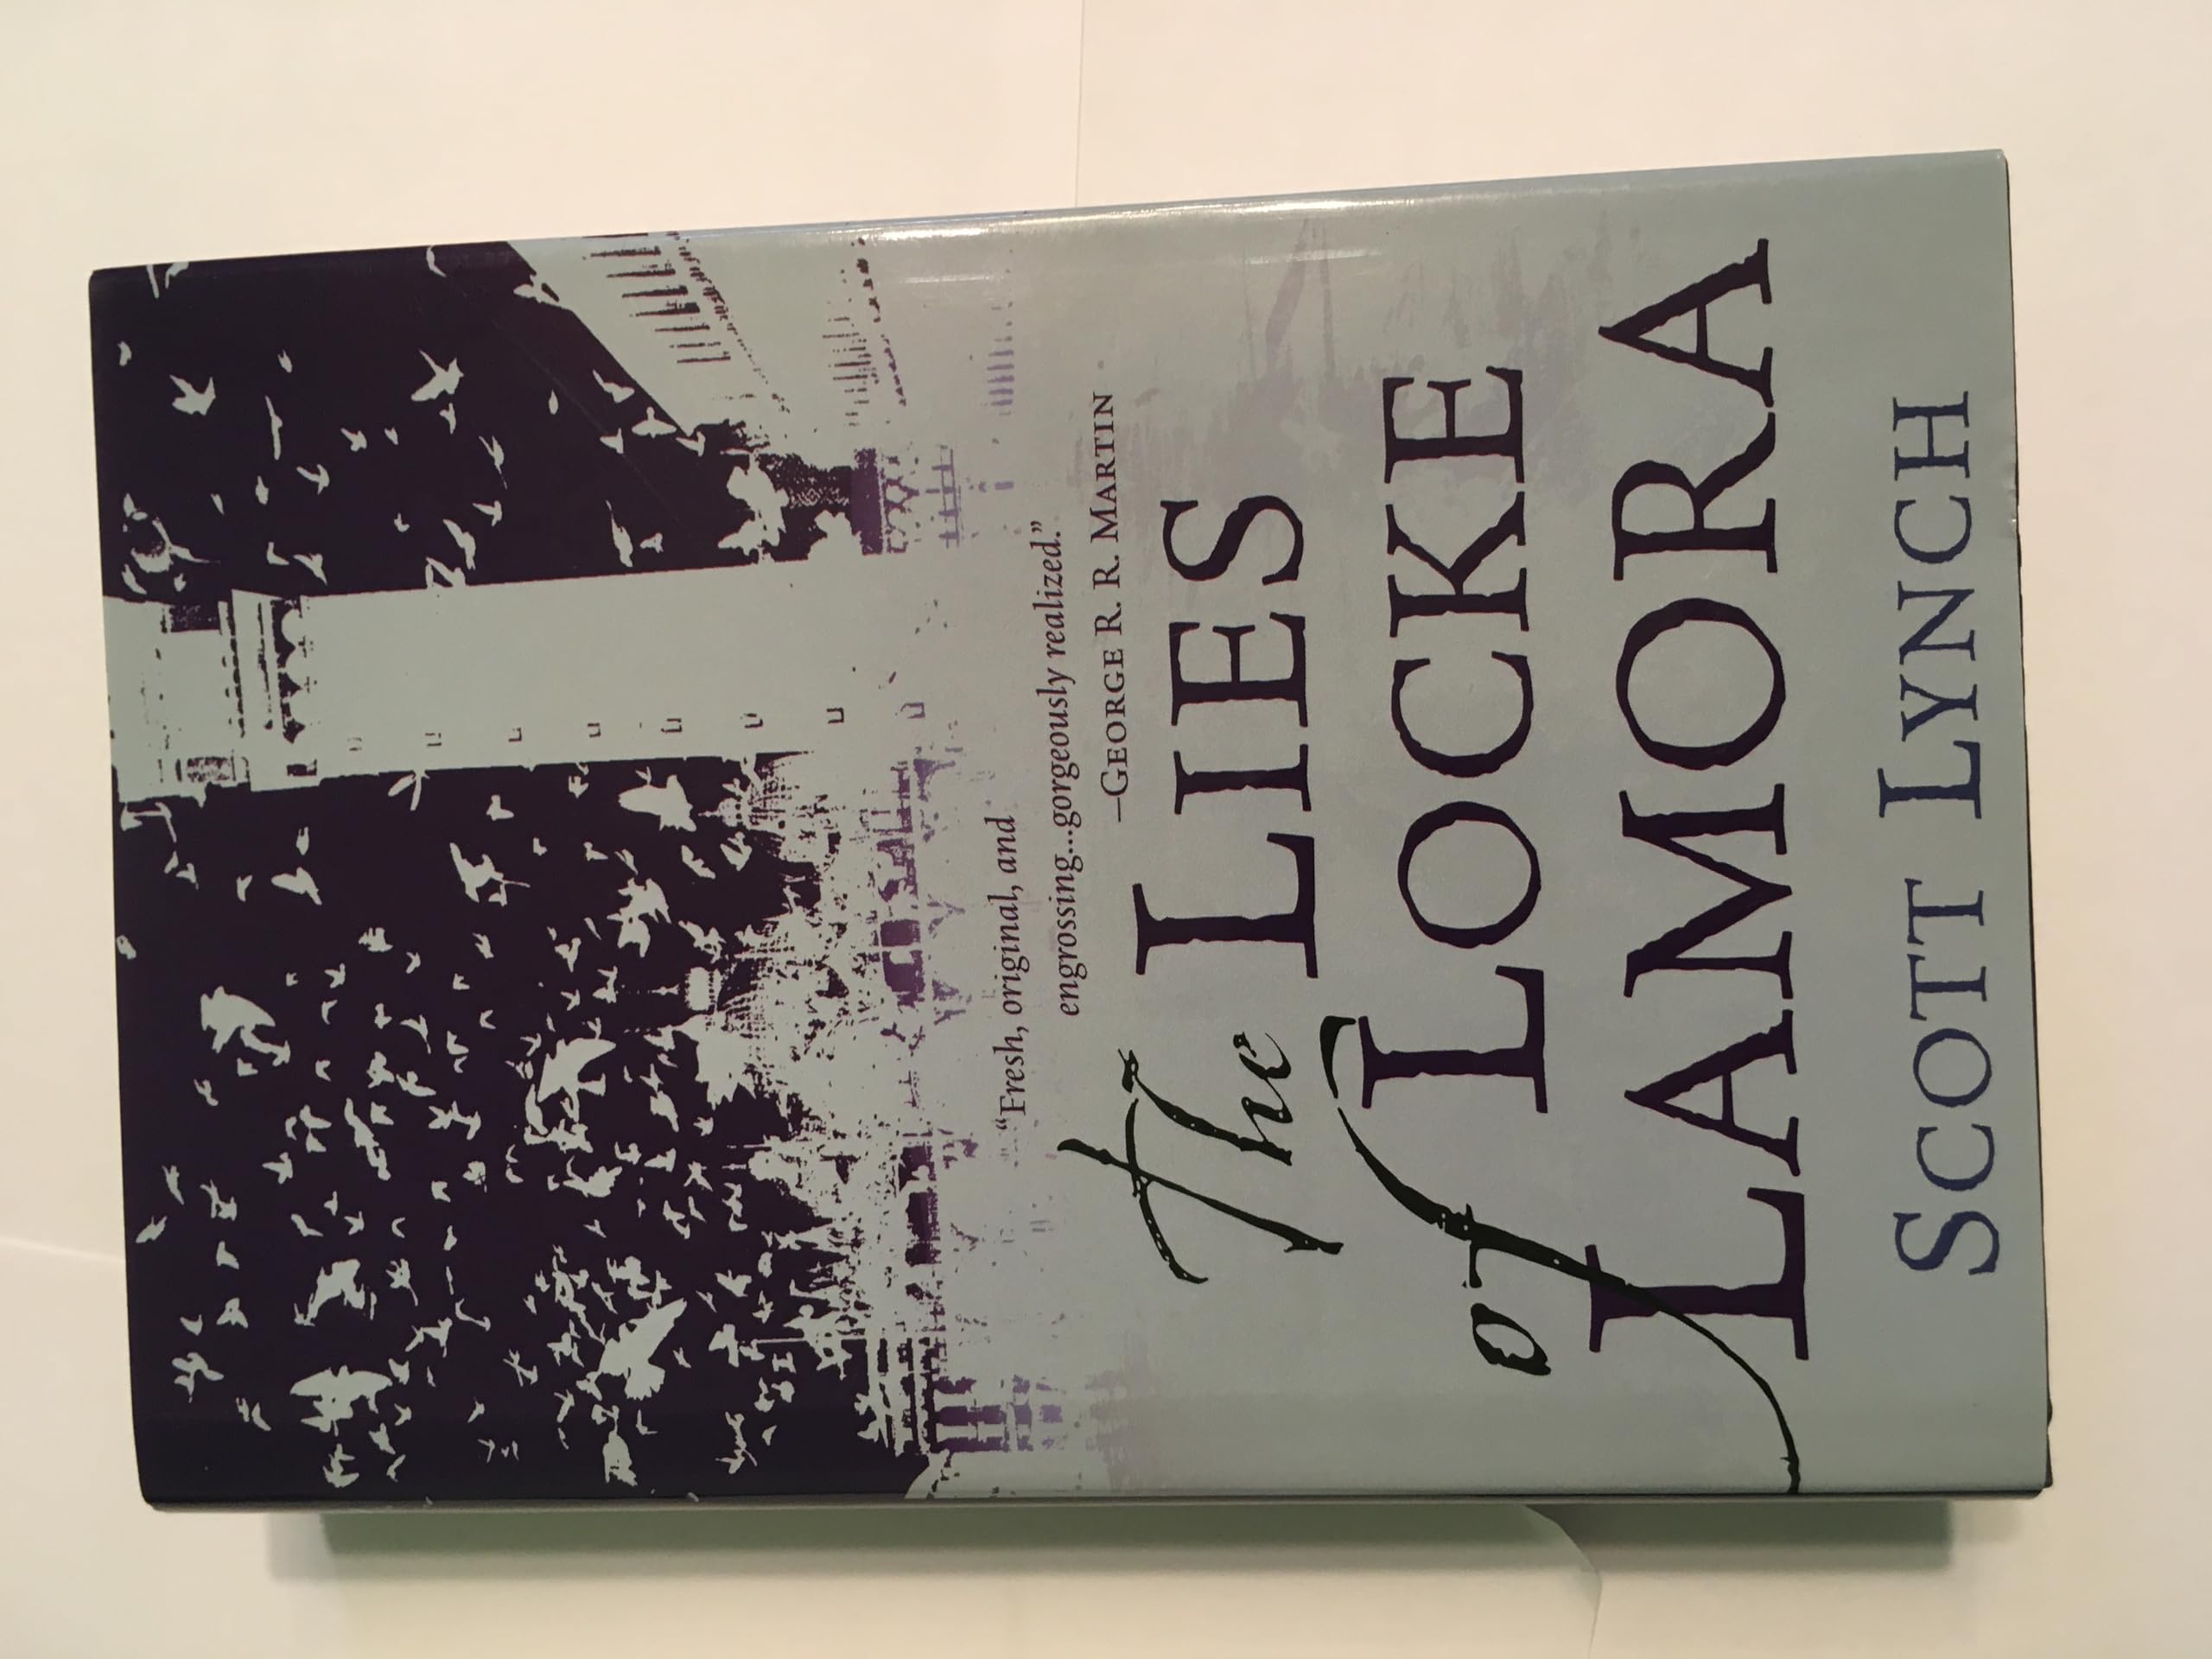 “Fresh, original, and
engrossing...gorgeously realized.”
—GEORGE R. R. MARTIN
The LIES
of LOCKE
LAMORA
SCOTT LYNCH